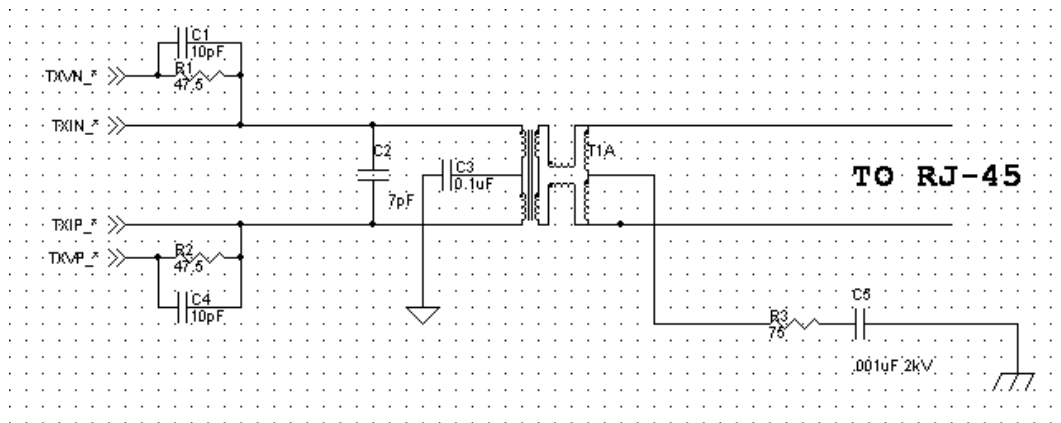 C1
10pF
TXVN_*
R1
47.5
TXIN_*
C2
7pF
C3
0.1uF
T1A
TO RJ-45
TXIP_*
TXVP_*
R2
47.5
C4
10pF
R3
75
C5
.001uF 2kV